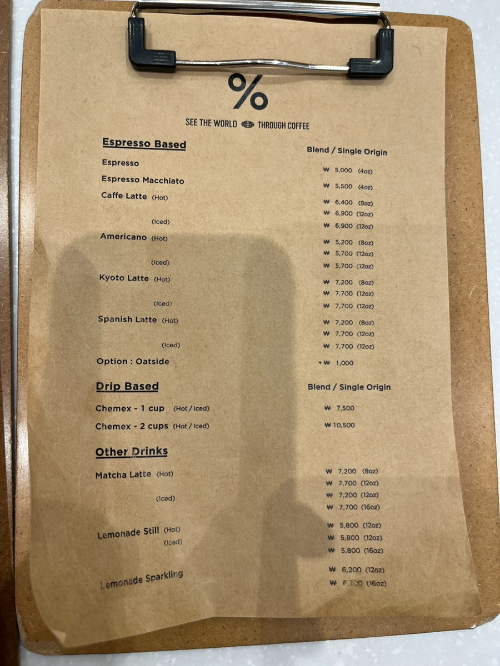 %
SEE THE WORLD THROUGH COFFEE
Espresso Based Blend / Single Origin
Espresso ₩ 5,000 (4oz)
Espresso Macchiato ₩ 5,500 (4oz)
Caffe Latte (Hot) ₩ 6,400 (8oz)
₩ 6,900 (12oz)
(Iced) ₩ 6,900 (12oz)
Americano (Hot) ₩ 5,200 (8oz)
₩ 5,700 (12oz)
(Iced) ₩ 5,700 (12oz)
Kyoto Latte (Hot) ₩ 7,200 (8oz)
₩ 7,700 (12oz)
(Iced) ₩ 7,700 (12oz)
Spanish Latte (Hot) ₩ 7,200 (8oz)
₩ 7,700 (12oz)
(Iced) ₩ 7,700 (12oz)
Option : Oatside +₩ 1,000
Drip Based Blend / Single Origin
Chemex - 1 cup (Hot / Iced) ₩ 7,500
Chemex - 2 cups (Hot / Iced) ₩ 10,500
Other Drinks
Matcha Latte (Hot) ₩ 7,200 (8oz)
₩ 7,700 (12oz)
(Iced) ₩ 7,200 (12oz)
₩ 7,700 (16oz)
Lemonade Still (Hot) ₩ 5,800 (12oz)
(Iced) ₩ 5,800 (12oz)
₩ 5,800 (16oz)
Lemonade Sparkling ₩ 6,200 (12oz)
₩ (16oz)